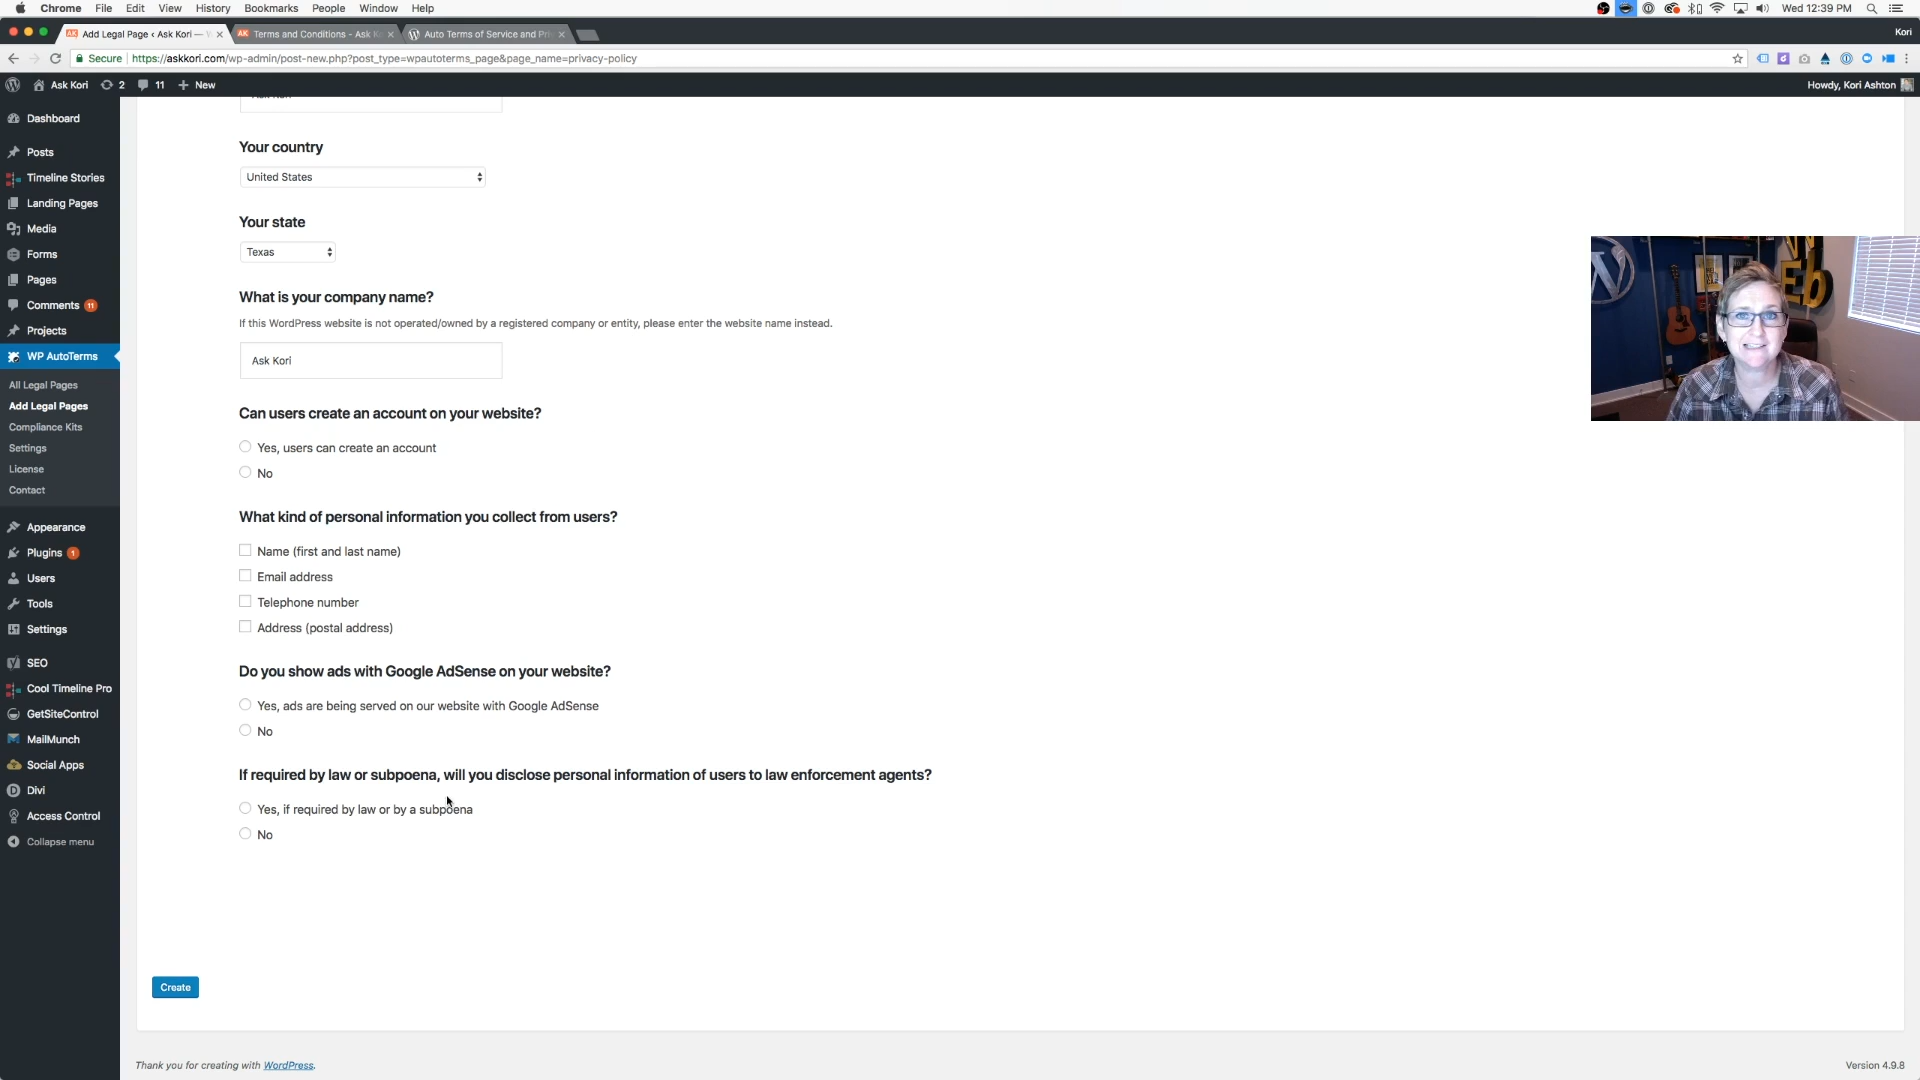 Chrome File Edit View History Bookmarks People Window Help
Wed 12:39 PM
Add Legal Page ‹ Ask Kori —
Terms and Conditions - Ask K
Auto Terms of Service and Pri
Kori
Secure https://askkori.com/wp-admin/post-new.php?post_type=wpautoterms_page&page_name=privacy-policy
Ask Kori 2 11 New
Howdy, Kori Ashton
Dashboard
Posts
Timeline Stories
Landing Pages
Media
Forms
Pages
Comments 11
Projects
WP AutoTerms
All Legal Pages
Add Legal Pages
Compliance Kits
Settings
License
Contact
Appearance
Plugins 1
Users
Tools
Settings
SEO
Cool Timeline Pro
GetSiteControl
MailMunch
Social Apps
Divi
Access Control
Collapse menu
Your country
United States
Your state
Texas
What is your company name?
If this WordPress website is not operated/owned by a registered company or entity, please enter the website name instead.
Ask Kori
Can users create an account on your website?
Yes, users can create an account
No
What kind of personal information you collect from users?
Name (first and last name)
Email address
Telephone number
Address (postal address)
Do you show ads with Google AdSense on your website?
Yes, ads are being served on our website with Google AdSense
No
If required by law or subpoena, will you disclose personal information of users to law enforcement agents?
Yes, if required by law or by a subpoena
No
Create
Thank you for creating with WordPress.
Version 4.9.8